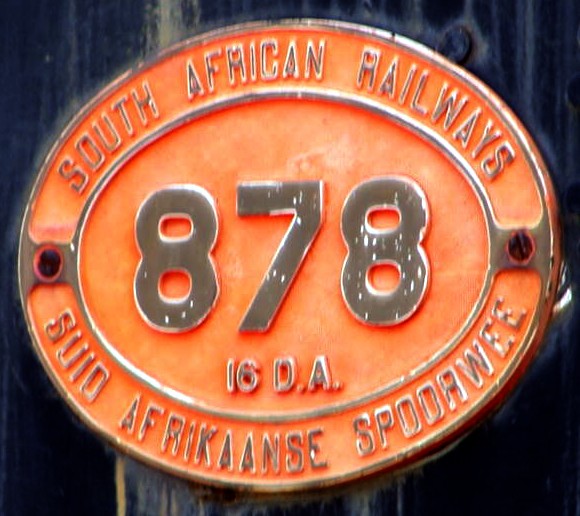 SOUTH AFRICAN RAILWAYS
878
16 D.A.
SUID AFRIKAANSE SPOORWEE